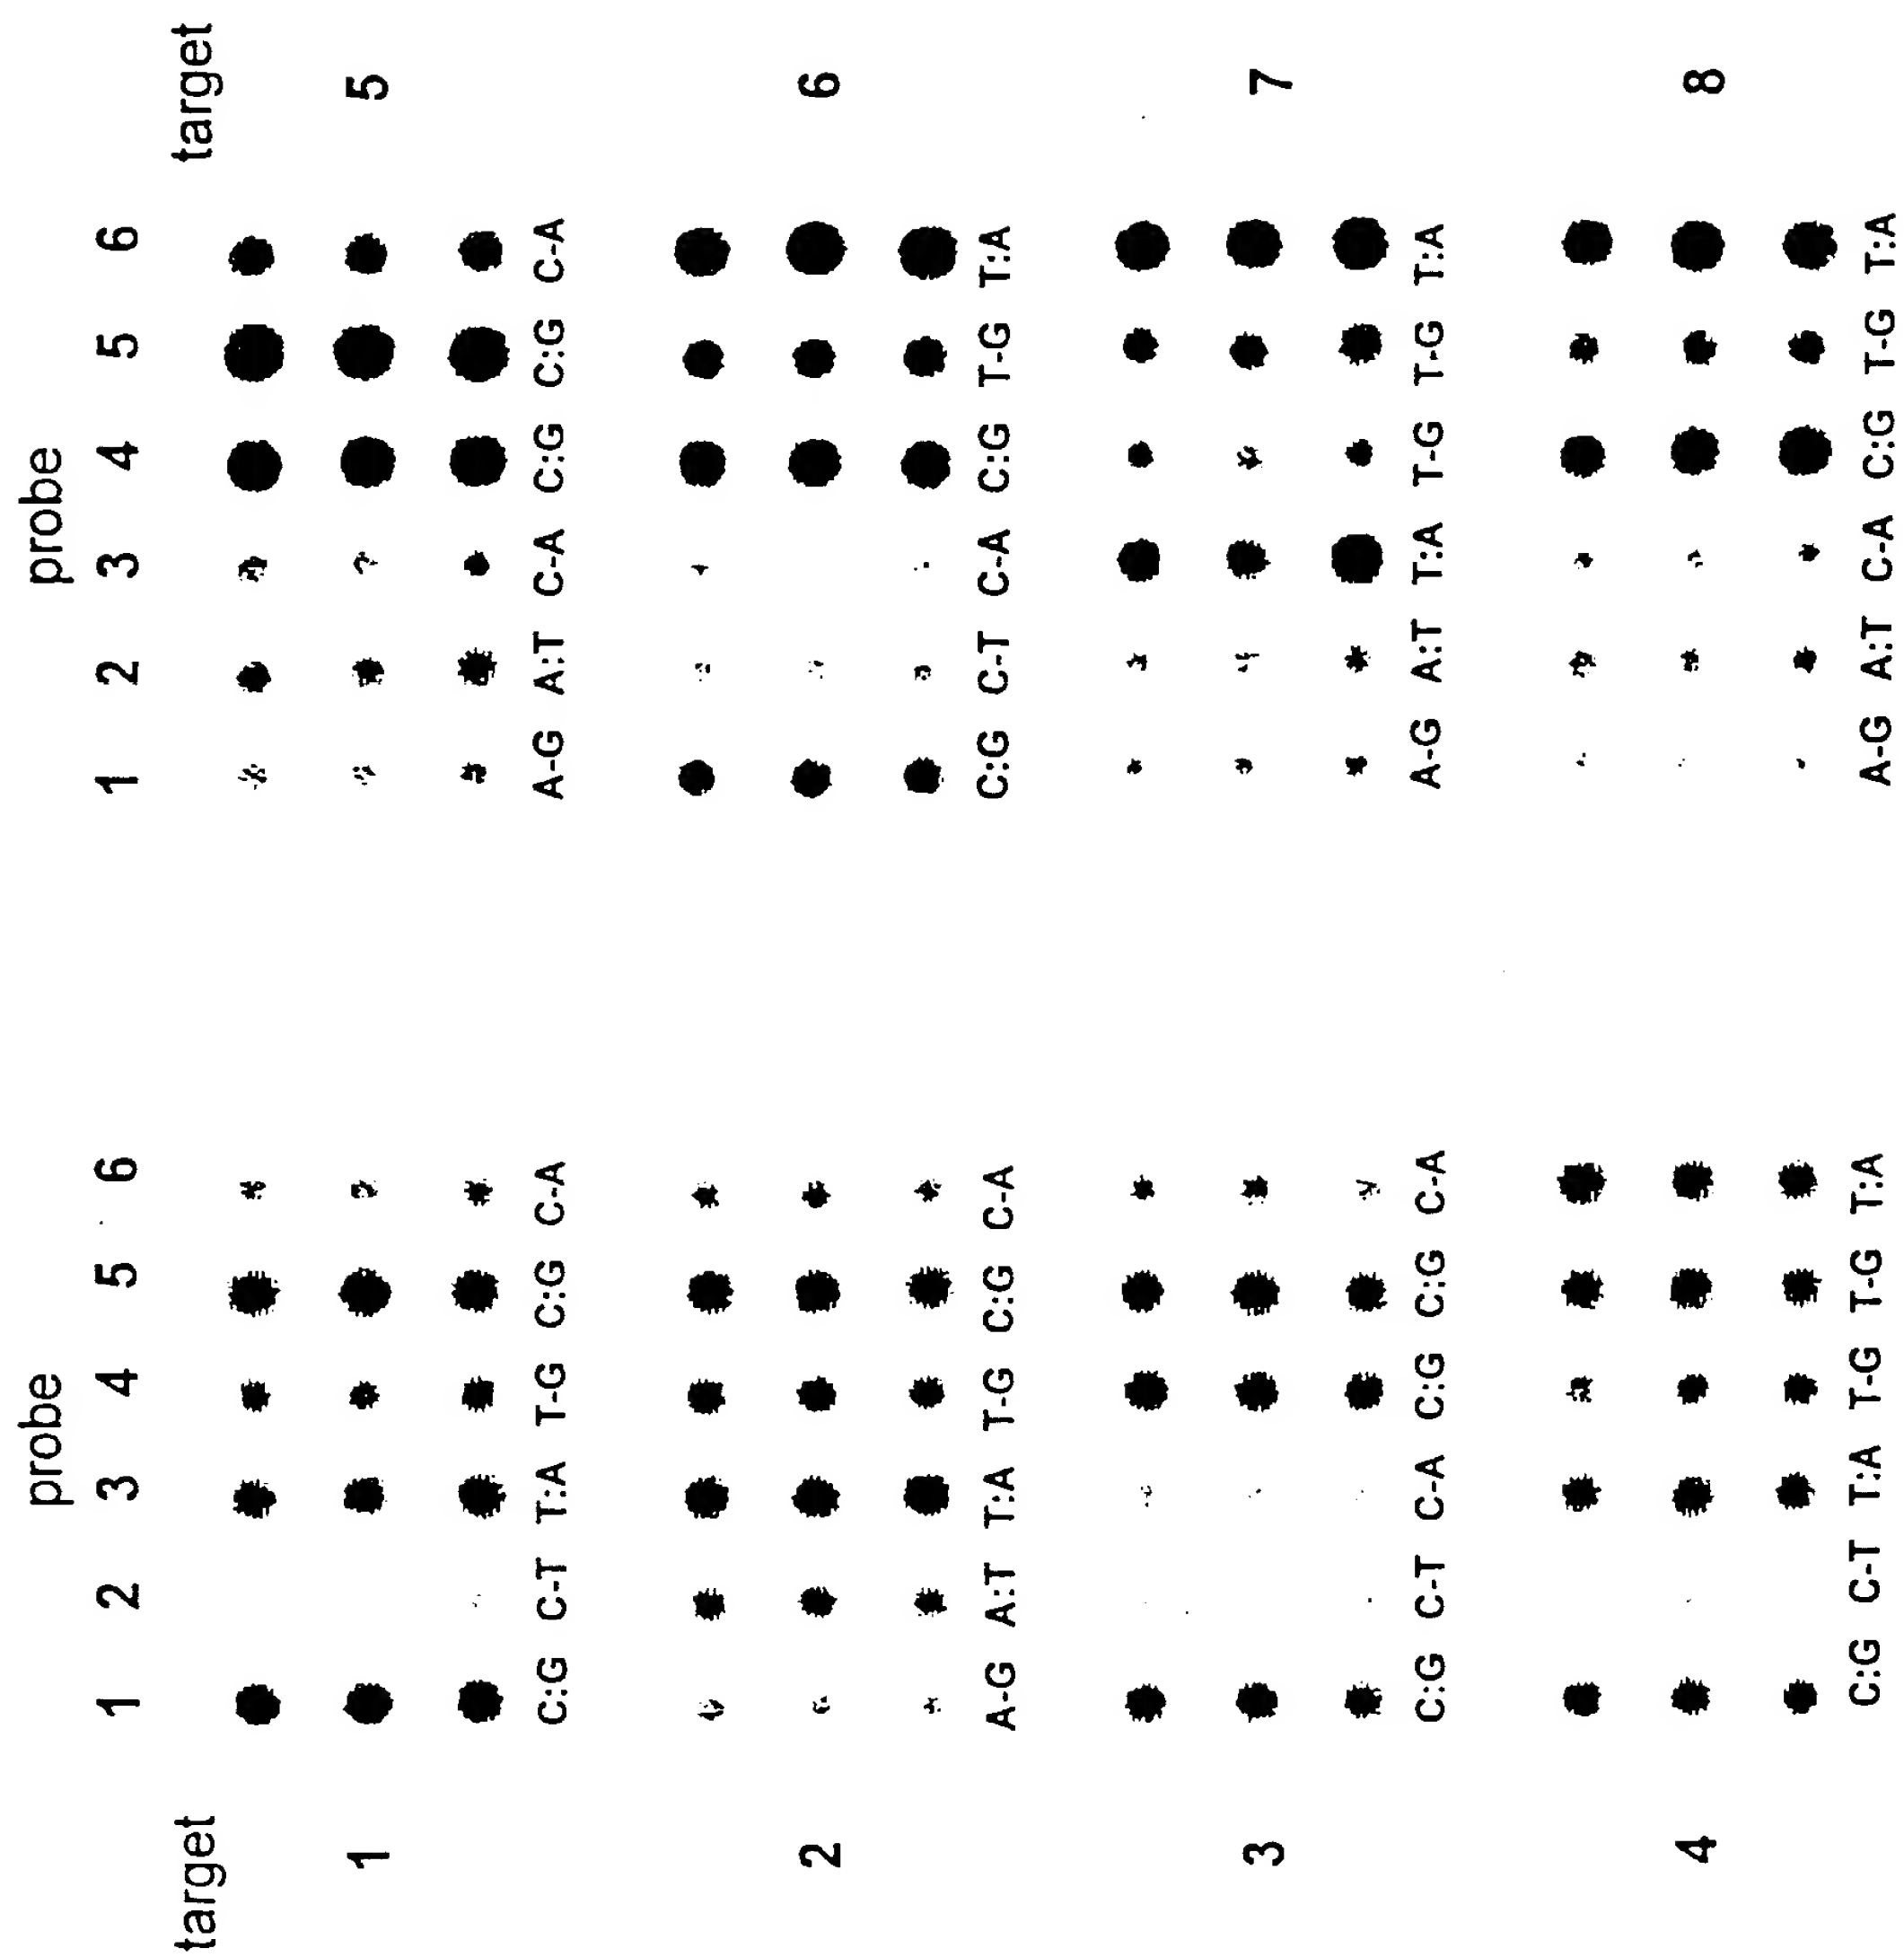 probe probe
target 1 2 3 4 5 6 1 2 3 4 5 6 target
1 5
C:G C-T T:A T-G C:G C-A A-G A:T C-A C:G C:G C-A
2 6
A-G A:T T:A T-G C:G C-A C:G C-T C-A C:G T-G T:A
3 7
C:G C-T C-A C:G C:G C-A A-G A:T T:A T-G T-G T:A
4 8
C:G C-T T:A T-G T-G T:A A-G A:T C-A C:G T-G T:A